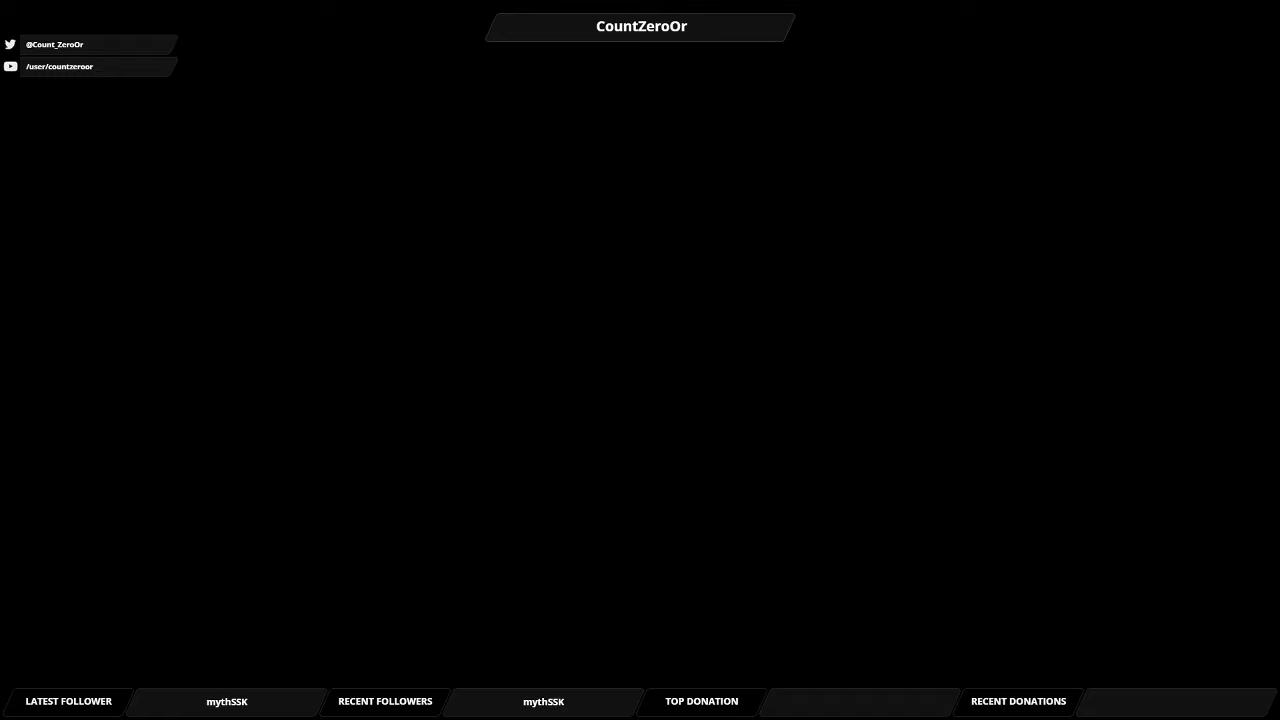 CountZeroOr
@Count_ZeroOr
/user/countzeroor
LATEST FOLLOWER
mythSSK
RECENT FOLLOWERS
mythSSK
TOP DONATION
RECENT DONATIONS